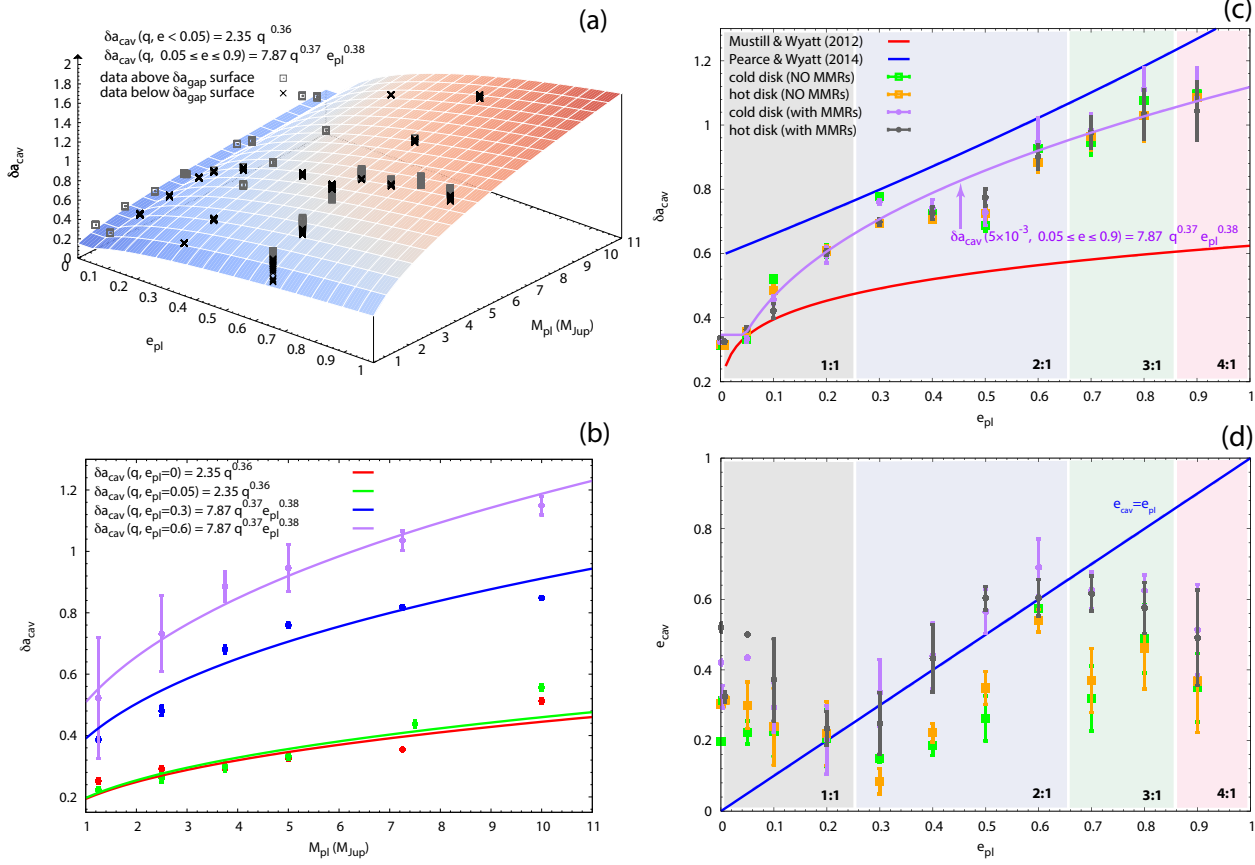 (a)
δa_cav(q, e < 0.05) = 2.35 q^0.36
δa_cav(q, 0.05 ≤ e ≤ 0.9) = 7.87 q^0.37 e_pl^0.38
data above δa_gap surface
data below δa_gap surface
2
1.8
1.6
1.4
1.2
1
0.8
0.6
0.4
0.2
0
δa_cav
0.1
0.2
0.3
0.4
0.5
0.6
0.7
0.8
0.9
1
e_pl
1
2
3
4
5
6
7
8
9
10
11
M_pl (M_Jup)
(c)
Mustill & Wyatt (2012)
Pearce & Wyatt (2014)
cold disk (NO MMRs)
hot disk (NO MMRs)
cold disk (with MMRs)
hot disk (with MMRs)
δa_cav(5×10^-3, 0.05 ≤ e ≤ 0.9) = 7.87 q^0.37 e_pl^0.38
1.2
1
0.8
0.6
0.4
0.2
δa_cav
1:1
2:1
3:1
4:1
0 0.1 0.2 0.3 0.4 0.5 0.6 0.7 0.8 0.9 1
e_pl
(b)
δa_cav(q, e_pl=0) = 2.35 q^0.36
δa_cav(q, e_pl=0.05) = 2.35 q^0.36
δa_cav(q, e_pl=0.3) = 7.87 q^0.37 e_pl^0.38
δa_cav(q, e_pl=0.6) = 7.87 q^0.37 e_pl^0.38
1.2
1
0.8
0.6
0.4
0.2
δa_cav
1 2 3 4 5 6 7 8 9 10 11
M_pl (M_Jup)
(d)
e_cav=e_pl
1
0.8
0.6
0.4
0.2
0
e_cav
1:1
2:1
3:1
4:1
0 0.1 0.2 0.3 0.4 0.5 0.6 0.7 0.8 0.9 1
e_pl